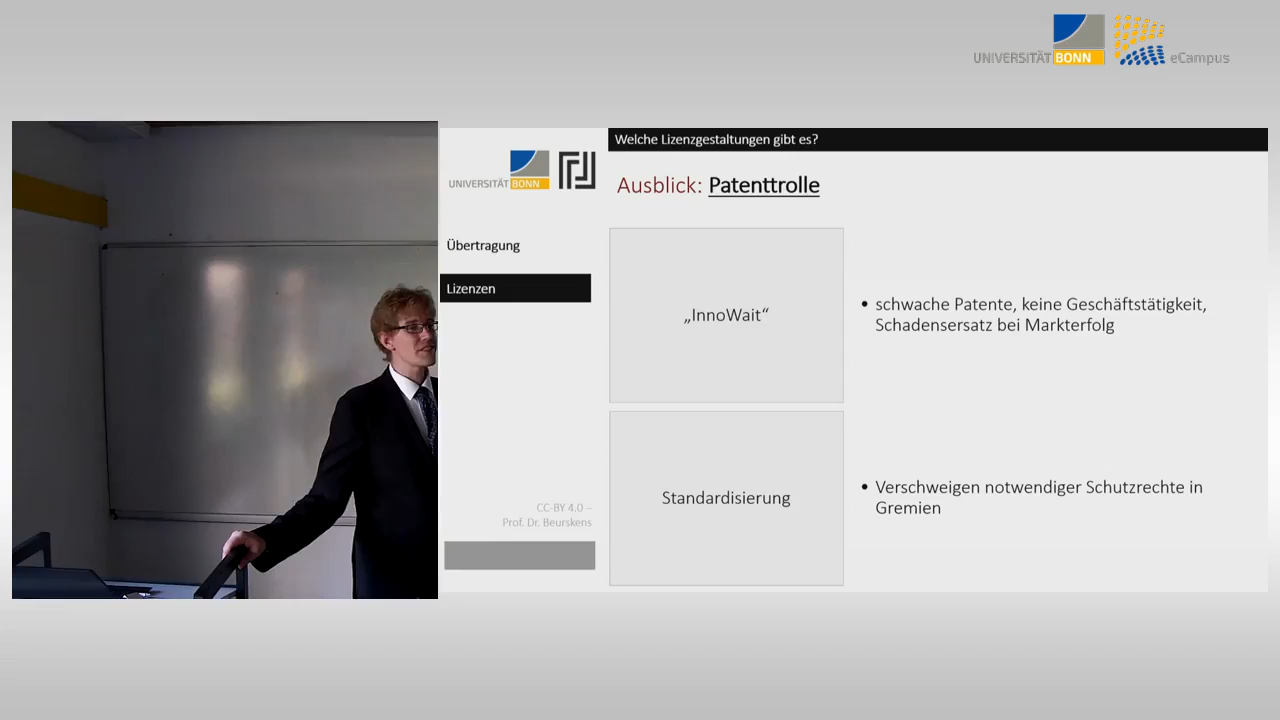 UNIVERSITÄT BONN eCampus
Welche Lizenzgestaltungen gibt es?
UNIVERSITÄT BONN
Ausblick: Patenttrolle
Übertragung
Lizenzen
„InnoWait“
• schwache Patente, keine Geschäftstätigkeit,
Schadensersatz bei Markterfolg
Standardisierung
• Verschweigen notwendiger Schutzrechte in
Gremien
CC-BY 4.0 –
Prof. Dr. Beurskens